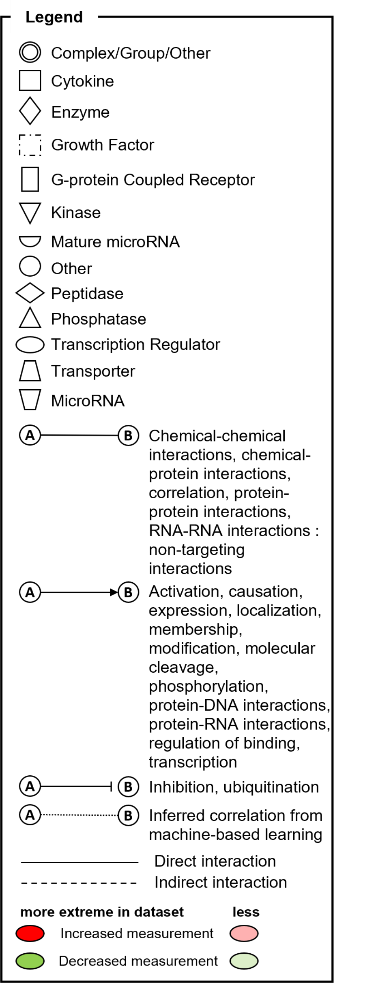 Legend
Complex/Group/Other
Cytokine
Enzyme
Growth Factor
G-protein Coupled Receptor
Kinase
Mature microRNA
Other
Peptidase
Phosphatase
Transcription Regulator
Transporter
MicroRNA
A B Chemical-chemical
interactions, chemical-
protein interactions,
correlation, protein-
protein interactions,
RNA-RNA interactions :
non-targeting
interactions
A B Activation, causation,
expression, localization,
membership,
modification, molecular
cleavage,
phosphorylation,
protein-DNA interactions,
protein-RNA interactions,
regulation of binding,
transcription
A B Inhibition, ubiquitination
A B Inferred correlation from
machine-based learning
Direct interaction
Indirect interaction
more extreme in dataset less
Increased measurement
Decreased measurement